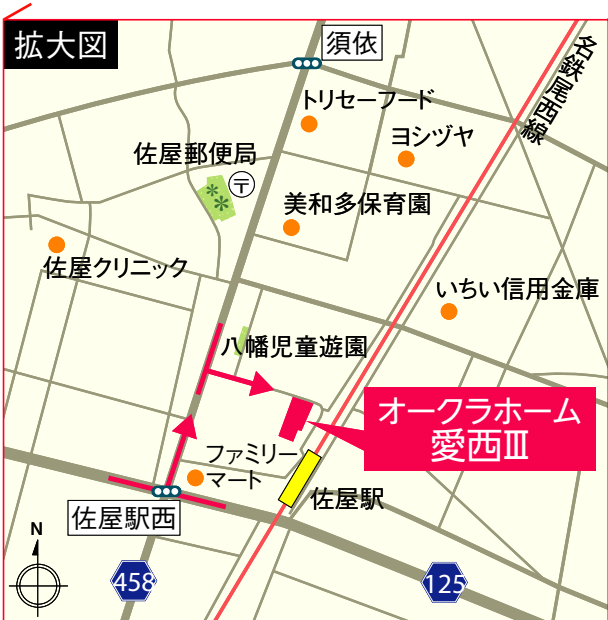 拡大図
須依
名鉄尾西線
トリセーフード
ヨシヅヤ
佐屋郵便局
〒
美和多保育園
佐屋クリニック
いちい信用金庫
八幡児童遊園
オークラホーム
愛西Ⅲ
ファミリー
マート
佐屋駅
佐屋駅西
N
458
125